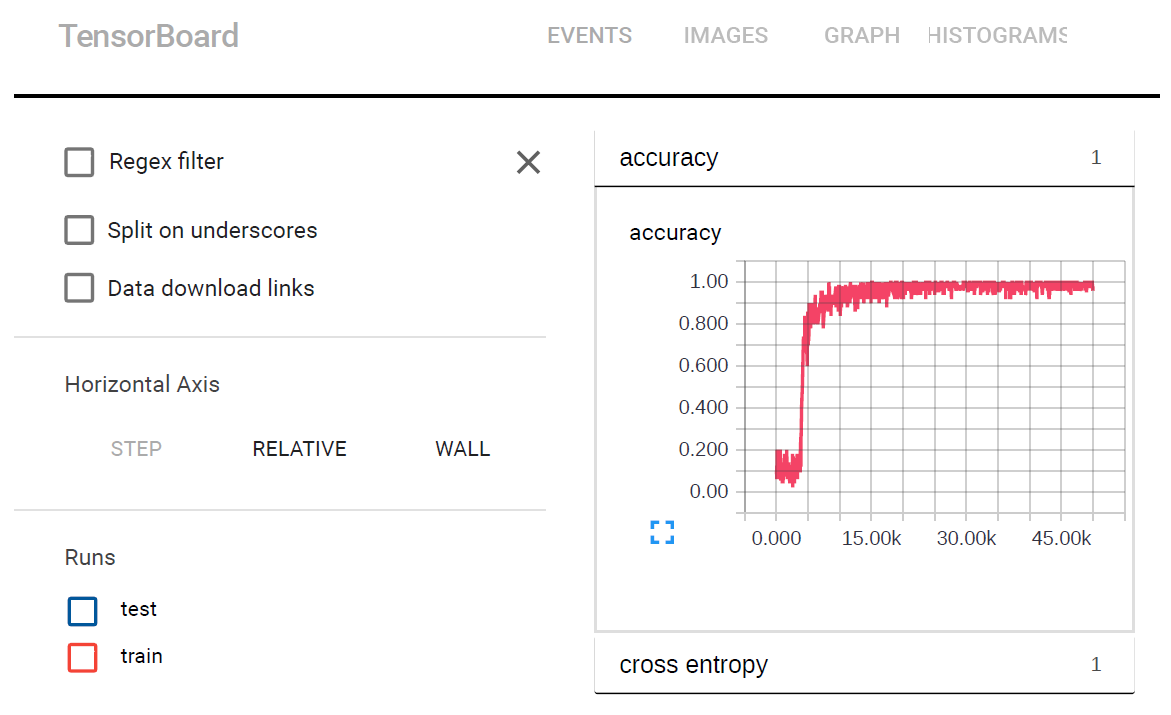 TensorBoard
EVENTS IMAGES GRAPH HISTOGRAMS
Regex filter
Split on underscores
Data download links
Horizontal Axis
STEP RELATIVE WALL
Runs
test
train
accuracy 1
accuracy
1.00
0.800
0.600
0.400
0.200
0.00
0.000 15.00k 30.00k 45.00k
cross entropy 1